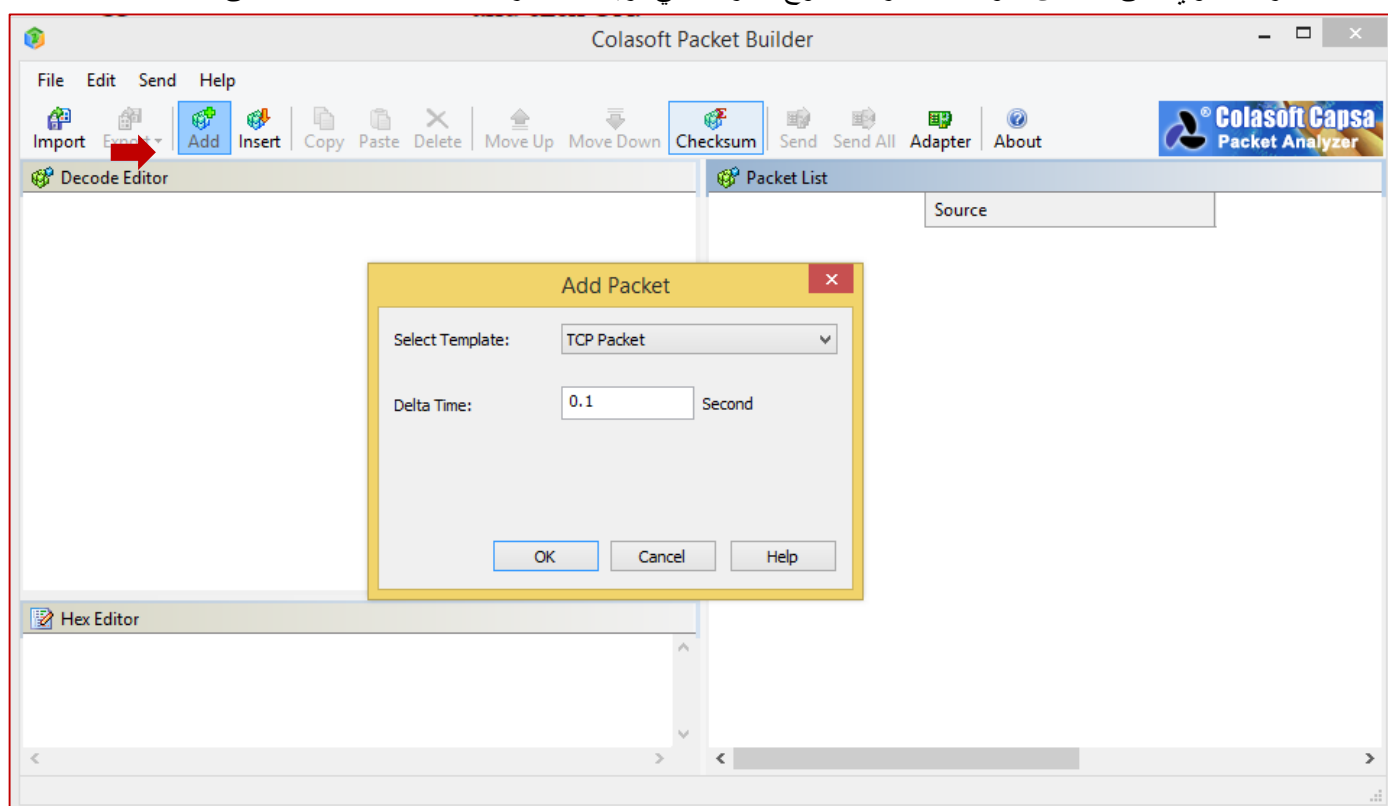 Colasoft Packet Builder
File Edit Send Help
Import Export Add Insert Copy Paste Delete Move Up Move Down Checksum Send Send All Adapter About
Colasoft Capsa
Packet Analyzer
Decode Editor
Packet List
Source
Add Packet
Select Template: TCP Packet
Delta Time: 0.1 Second
OK Cancel Help
Hex Editor